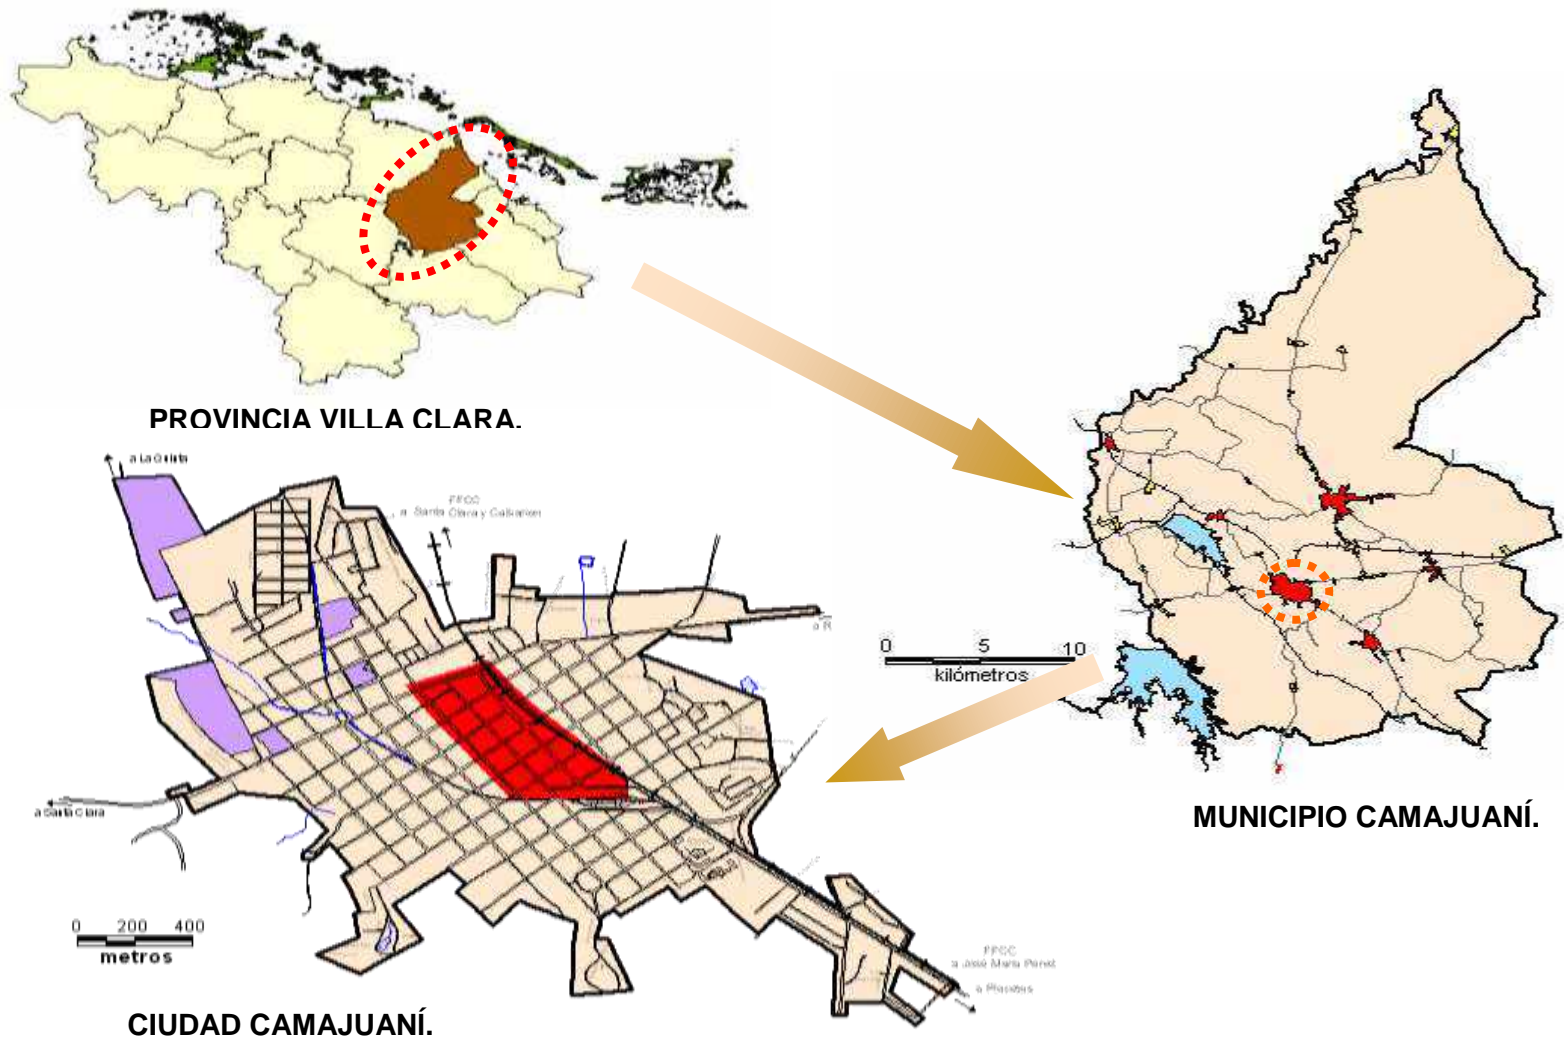 PROVINCIA VILLA CLARA.
a La Quinta
FFCC
a Santa Clara y Caibarien
a R
0 5 10
kilómetros
MUNICIPIO CAMAJUANÍ.
a Santa Clara
0 200 400
metros
FFCC
a José María Pérez
a Placetas
CIUDAD CAMAJUANÍ.